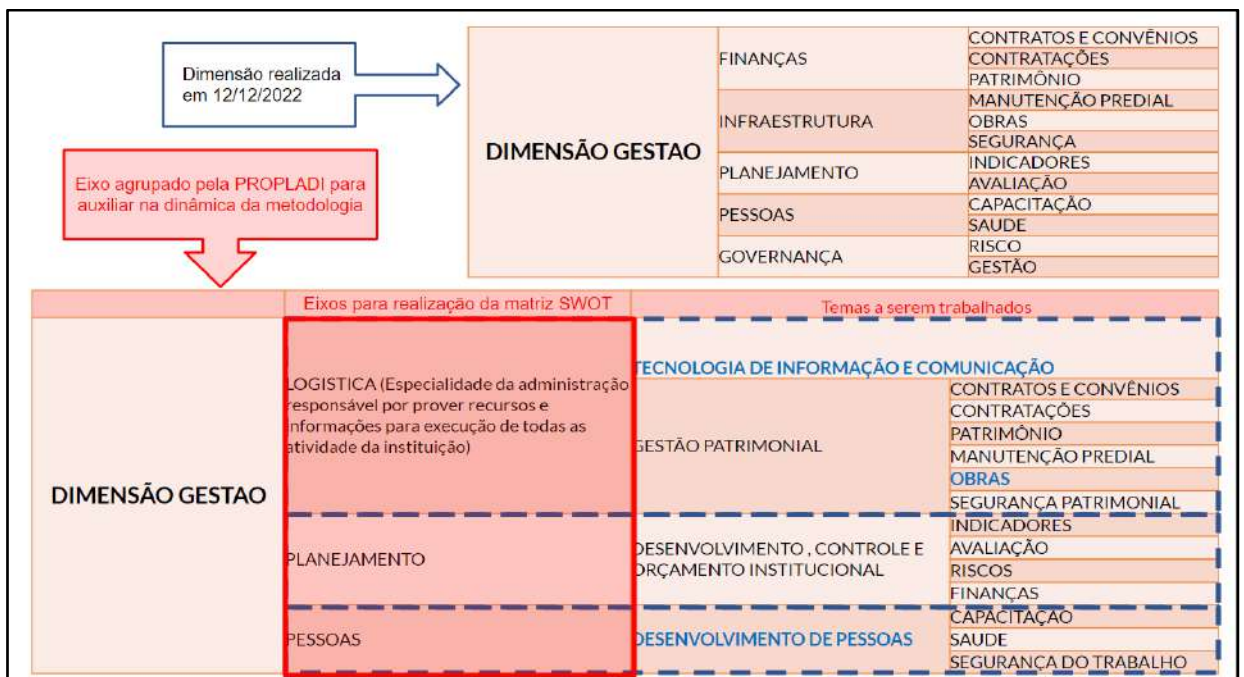 Dimensão realizada
em 12/12/2022
DIMENSÃO GESTAO
FINANÇAS
CONTRATOS E CONVÊNIOS
CONTRATAÇÕES
PATRIMÔNIO
INFRAESTRUTURA
MANUTENÇÃO PREDIAL
OBRAS
SEGURANÇA
PLANEJAMENTO
INDICADORES
AVALIAÇÃO
PESSOAS
CAPACITAÇÃO
SAUDE
GOVERNANÇA
RISCO
GESTÃO
Eixo agrupado pela PROPLADI para
auxiliar na dinâmica da metodologia
Eixos para realização da matriz SWOT
Temas a serem trabalhados
DIMENSÃO GESTAO
LOGISTICA (Especialidade da administração
responsável por prover recursos e
informações para execução de todas as
atividade da instituição)
TECNOLOGIA DE INFORMAÇÃO E COMUNICAÇÃO
GESTÃO PATRIMONIAL
CONTRATOS E CONVÊNIOS
CONTRATAÇÕES
PATRIMÔNIO
MANUTENÇÃO PREDIAL
OBRAS
SEGURANÇA PATRIMONIAL
PLANEJAMENTO
DESENVOLVIMENTO , CONTROLE E
ORÇAMENTO INSTITUCIONAL
INDICADORES
AVALIAÇÃO
RISCOS
FINANÇAS
PESSOAS
DESENVOLVIMENTO DE PESSOAS
CAPACITAÇÃO
SAUDE
SEGURANÇA DO TRABALHO